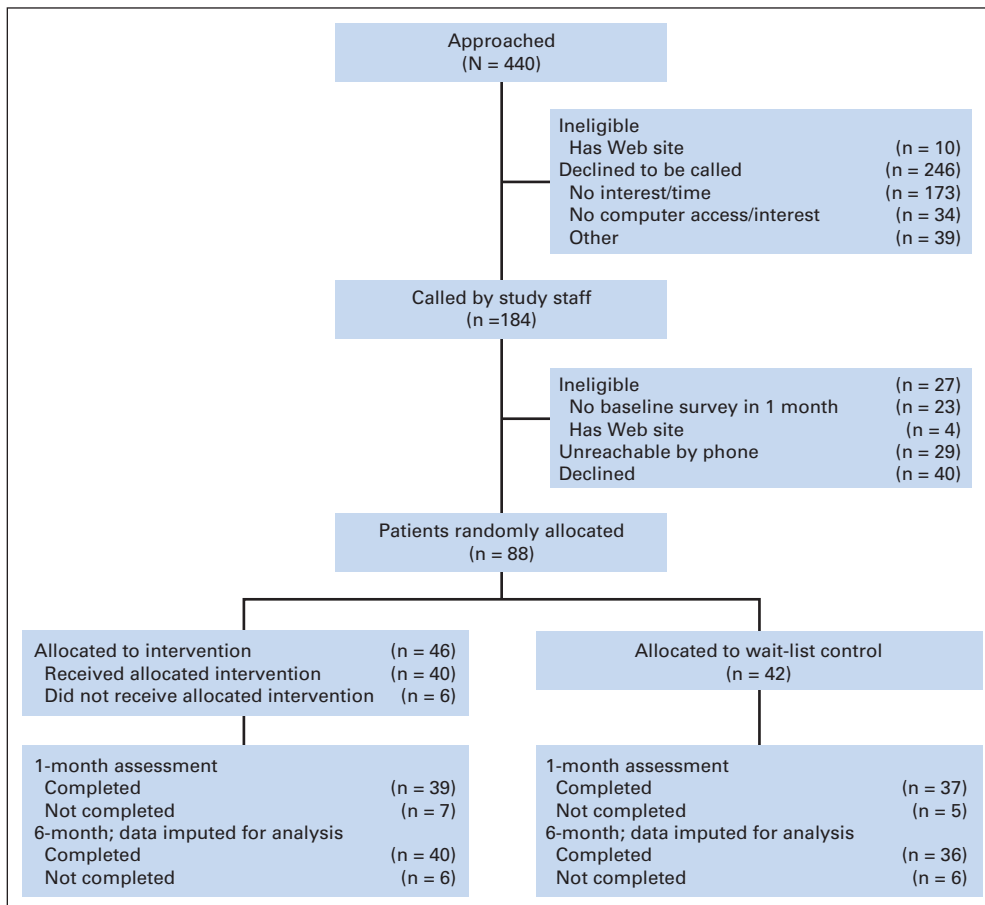 Approached
(N = 440)
Ineligible
Has Web site (n = 10)
Declined to be called (n = 246)
No interest/time (n = 173)
No computer access/interest (n = 34)
Other (n = 39)
Called by study staff
(n =184)
Ineligible (n = 27)
No baseline survey in 1 month (n = 23)
Has Web site (n = 4)
Unreachable by phone (n = 29)
Declined (n = 40)
Patients randomly allocated
(n = 88)
Allocated to intervention (n = 46)
Received allocated intervention (n = 40)
Did not receive allocated intervention (n = 6)
Allocated to wait-list control
(n = 42)
1-month assessment
Completed (n = 39)
Not completed (n = 7)
6-month; data imputed for analysis
Completed (n = 40)
Not completed (n = 6)
1-month assessment
Completed (n = 37)
Not completed (n = 5)
6-month; data imputed for analysis
Completed (n = 36)
Not completed (n = 6)